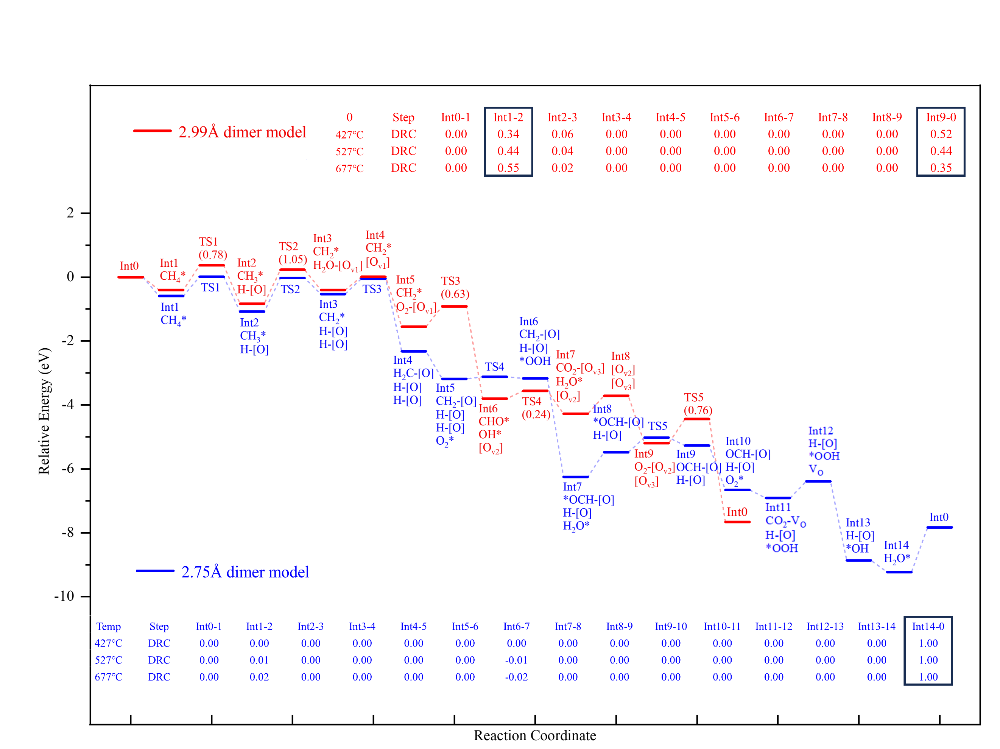 0 Step Int0-1 Int1-2 Int2-3 Int3-4 Int4-5 Int5-6 Int6-7 Int7-8 Int8-9 Int9-0
2.99Å dimer model
427℃ DRC 0.00 0.34 0.06 0.00 0.00 0.00 0.00 0.00 0.00 0.52
527℃ DRC 0.00 0.44 0.04 0.00 0.00 0.00 0.00 0.00 0.00 0.44
677℃ DRC 0.00 0.55 0.02 0.00 0.00 0.00 0.00 0.00 0.00 0.35
2
0
-2
-4
-6
-8
-10
Relative Energy (eV)
Int0
Int1
CH4*
TS1
(0.78)
Int2
CH3*
H-[O]
TS2
(1.05)
Int3
CH2*
H2O-[Ov1]
Int4
CH2*
[Ov1]
Int5
CH2*
O2-[Ov1]
TS3
(0.63)
Int6
CHO*
OH*
[Ov2]
TS4
(0.24)
Int7
CO2-[Ov3]
H2O*
[Ov2]
Int8
[Ov2]
[Ov3]
Int9
O2-[Ov2]
[Ov3]
TS5
(0.76)
Int0
Int1
CH4*
TS1
Int2
CH3*
H-[O]
TS2
Int3
CH2*
H-[O]
H-[O]
TS3
Int4
H2C-[O]
H-[O]
H-[O]
Int5
CH2-[O]
H-[O]
H-[O]
O2*
TS4
Int6
CH2-[O]
H-[O]
*OOH
Int7
*OCH-[O]
H-[O]
H2O*
Int8
*OCH-[O]
H-[O]
TS5
Int9
OCH-[O]
H-[O]
Int10
OCH-[O]
H-[O]
O2*
Int11
CO2-VO
H-[O]
*OOH
Int12
H-[O]
*OOH
VO
Int13
H-[O]
*OH
Int14
H2O*
Int0
2.75Å dimer model
Temp Step Int0-1 Int1-2 Int2-3 Int3-4 Int4-5 Int5-6 Int6-7 Int7-8 Int8-9 Int9-10 Int10-11 Int11-12 Int12-13 Int13-14 Int14-0
427℃ DRC 0.00 0.00 0.00 0.00 0.00 0.00 0.00 0.00 0.00 0.00 0.00 0.00 0.00 0.00 1.00
527℃ DRC 0.00 0.01 0.00 0.00 0.00 0.00 -0.01 0.00 0.00 0.00 0.00 0.00 0.00 0.00 1.00
677℃ DRC 0.00 0.02 0.00 0.00 0.00 0.00 -0.02 0.00 0.00 0.00 0.00 0.00 0.00 0.00 1.00
Reaction Coordinate